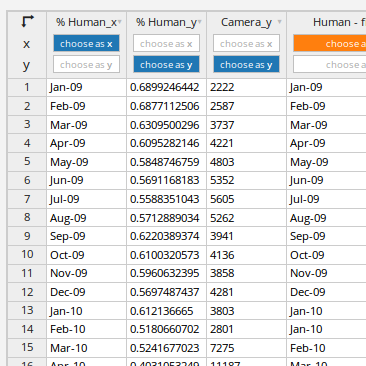 % Human_x % Human_y Camera_y Human - f
x choose as x choose as x choose as x choose a
y choose as y choose as y choose as y choose a
1 Jan-09 0.6899246442 2222 Jan-09
2 Feb-09 0.6877112506 2587 Feb-09
3 Mar-09 0.6309500296 3737 Mar-09
4 Apr-09 0.6095282146 4221 Apr-09
5 May-09 0.5848746759 4803 May-09
6 Jun-09 0.5691168183 5352 Jun-09
7 Jul-09 0.5588351043 5605 Jul-09
8 Aug-09 0.5712889034 5262 Aug-09
9 Sep-09 0.6220389374 3941 Sep-09
10 Oct-09 0.6100320573 4136 Oct-09
11 Nov-09 0.5960632395 3858 Nov-09
12 Dec-09 0.5697487437 4281 Dec-09
13 Jan-10 0.612136665 3803 Jan-10
14 Feb-10 0.5180660702 2801 Jan-10
15 Mar-10 0.5241677023 7275 Feb-10
16 Apr-10 0.4031053249 11187 Mar-10